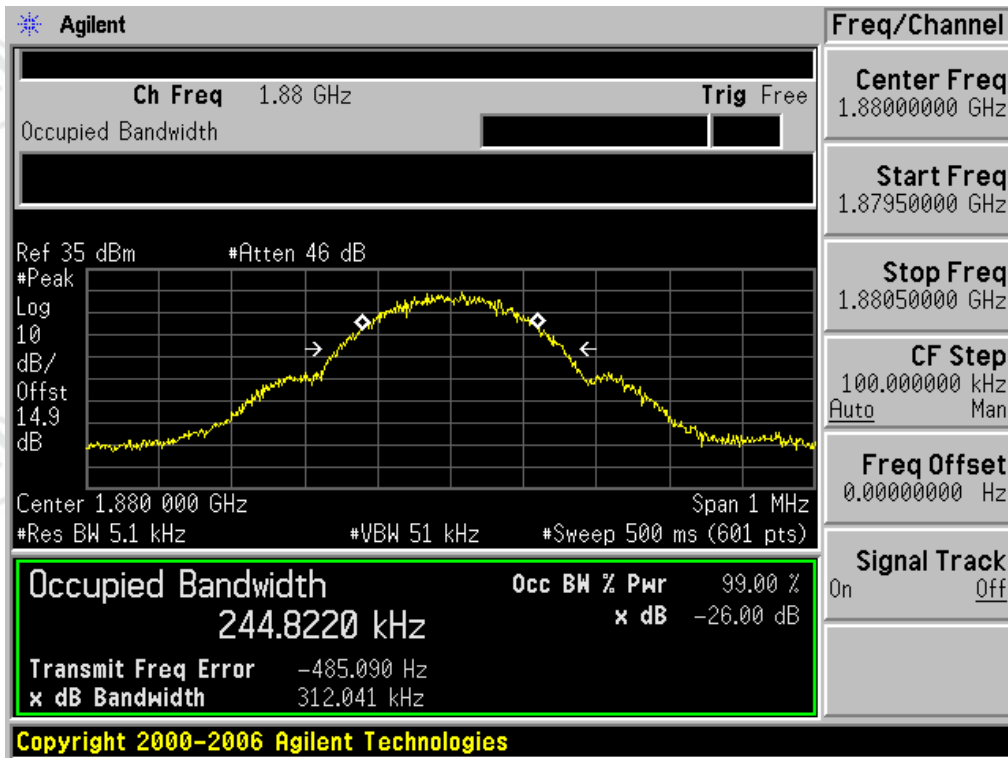 Agilent
Freq/Channel
Ch Freq 1.88 GHz
Trig Free
Occupied Bandwidth
Center Freq
1.88000000 GHz
Start Freq
1.87950000 GHz
Stop Freq
1.88050000 GHz
CF Step
100.000000 kHz
Auto Man
Freq Offset
0.00000000 Hz
Signal Track
On Off
Ref 35 dBm
#Atten 46 dB
#Peak
Log
10
dB/
Offst
14.9
dB
Center 1.880 000 GHz
Span 1 MHz
#Res BW 5.1 kHz
#VBW 51 kHz
#Sweep 500 ms (601 pts)
Occupied Bandwidth
244.8220 kHz
Occ BW % Pwr 99.00 %
x dB -26.00 dB
Transmit Freq Error -485.090 Hz
x dB Bandwidth 312.041 kHz
Copyright 2000-2006 Agilent Technologies